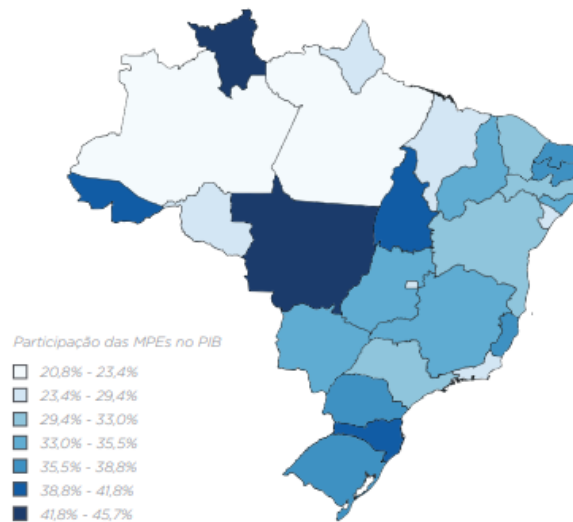 Participação das MPEs no PIB
20,8% - 23,4%
23,4% - 29,4%
29,4% - 33,0%
33,0% - 35,5%
35,5% - 38,8%
38,8% - 41,8%
41,8% - 45,7%